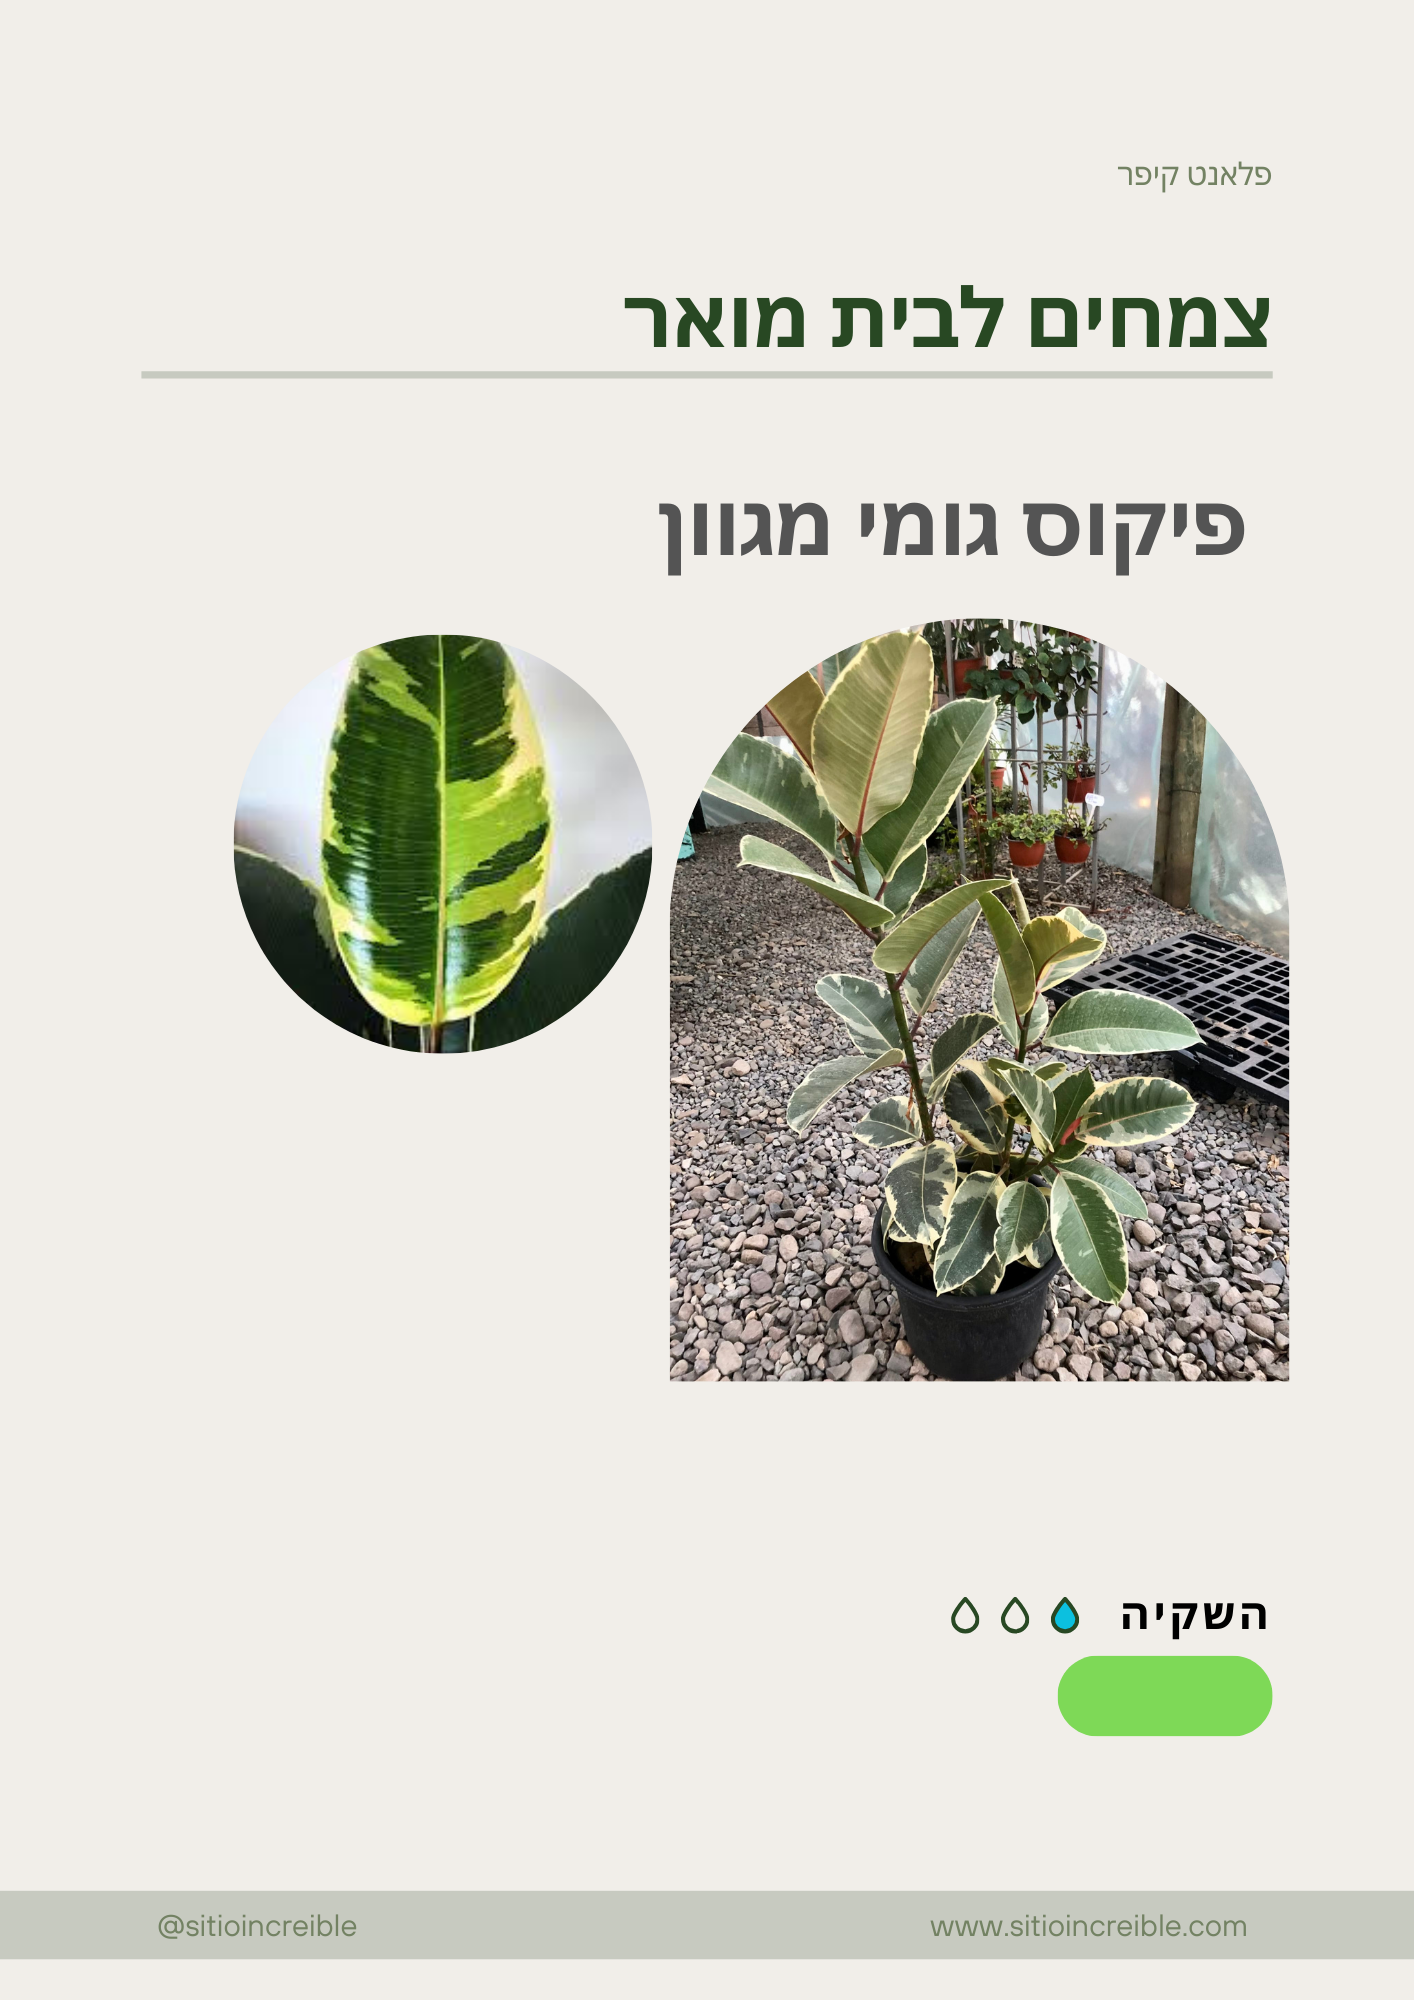 פלאנט קיפר
צמחים לבית מואר
פיקוס גומי מגוון
השקיה
@sitioincreible
www.sitioincreible.com